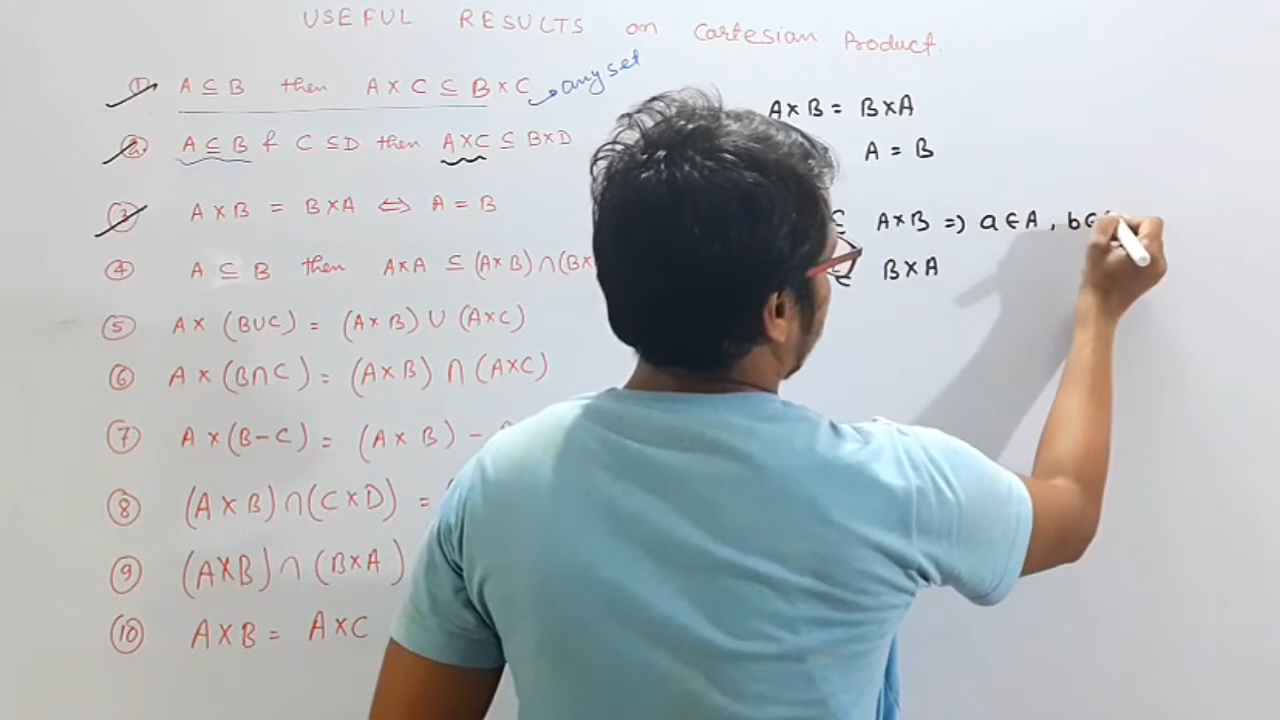 USEFUL RESULTS on Cartesian Product.
① A ⊆ B then A × C ⊆ B × C any set
② A ⊆ B & C ⊆ D then A×C ⊆ B×D
③ A × B = B × A ⇔ A = B
④ A ⊆ B then A×A ⊆ (A×B) ∩ (B×
⑤ A × (B∪C) = (A×B) ∪ (A×C)
⑥ A × (B∩C) = (A×B) ∩ (A×C)
⑦ A × (B-C) = (A × B) -
⑧ (A×B) ∩ (C×D) =
⑨ (A×B) ∩ (B×A)
⑩ A×B = A×C
A×B = B×A
A = B
∈ A×B => a ∈ A, b ∈
∈ B×A